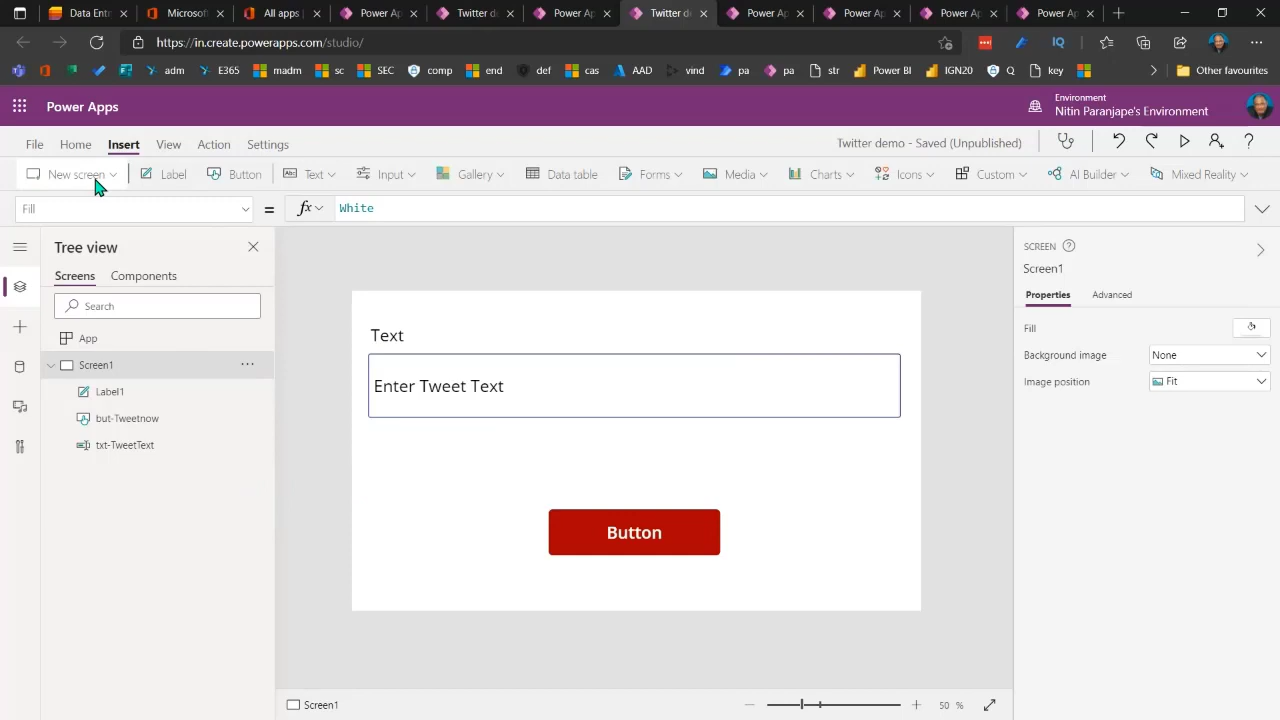 Data Entr
Microsof
All apps
Power Ap
Twitter d
Power Ap
Twitter d
Power Ap
Power Ap
Power Ap
Power Ap
https://in.create.powerapps.com/studio/
IQ
adm
E365
madm
sc
SEC
comp
end
def
cas
AAD
vind
pa
pa
str
Power BI
IGN20
Q
key
Other favourites
Power Apps
Environment
Nitin Paranjape's Environment
File
Home
Insert
View
Action
Settings
Twitter demo - Saved (Unpublished)
New screen
Label
Button
Text
Input
Gallery
Data table
Forms
Media
Charts
Icons
Custom
AI Builder
Mixed Reality
Fill
=
fx
White
Tree view
Screens
Components
Search
App
Screen1
Label1
but-Tweetnow
txt-TweetText
Text
Enter Tweet Text
Button
SCREEN
Screen1
Properties
Advanced
Fill
Background image
None
Image position
Fit
Screen1
50 %